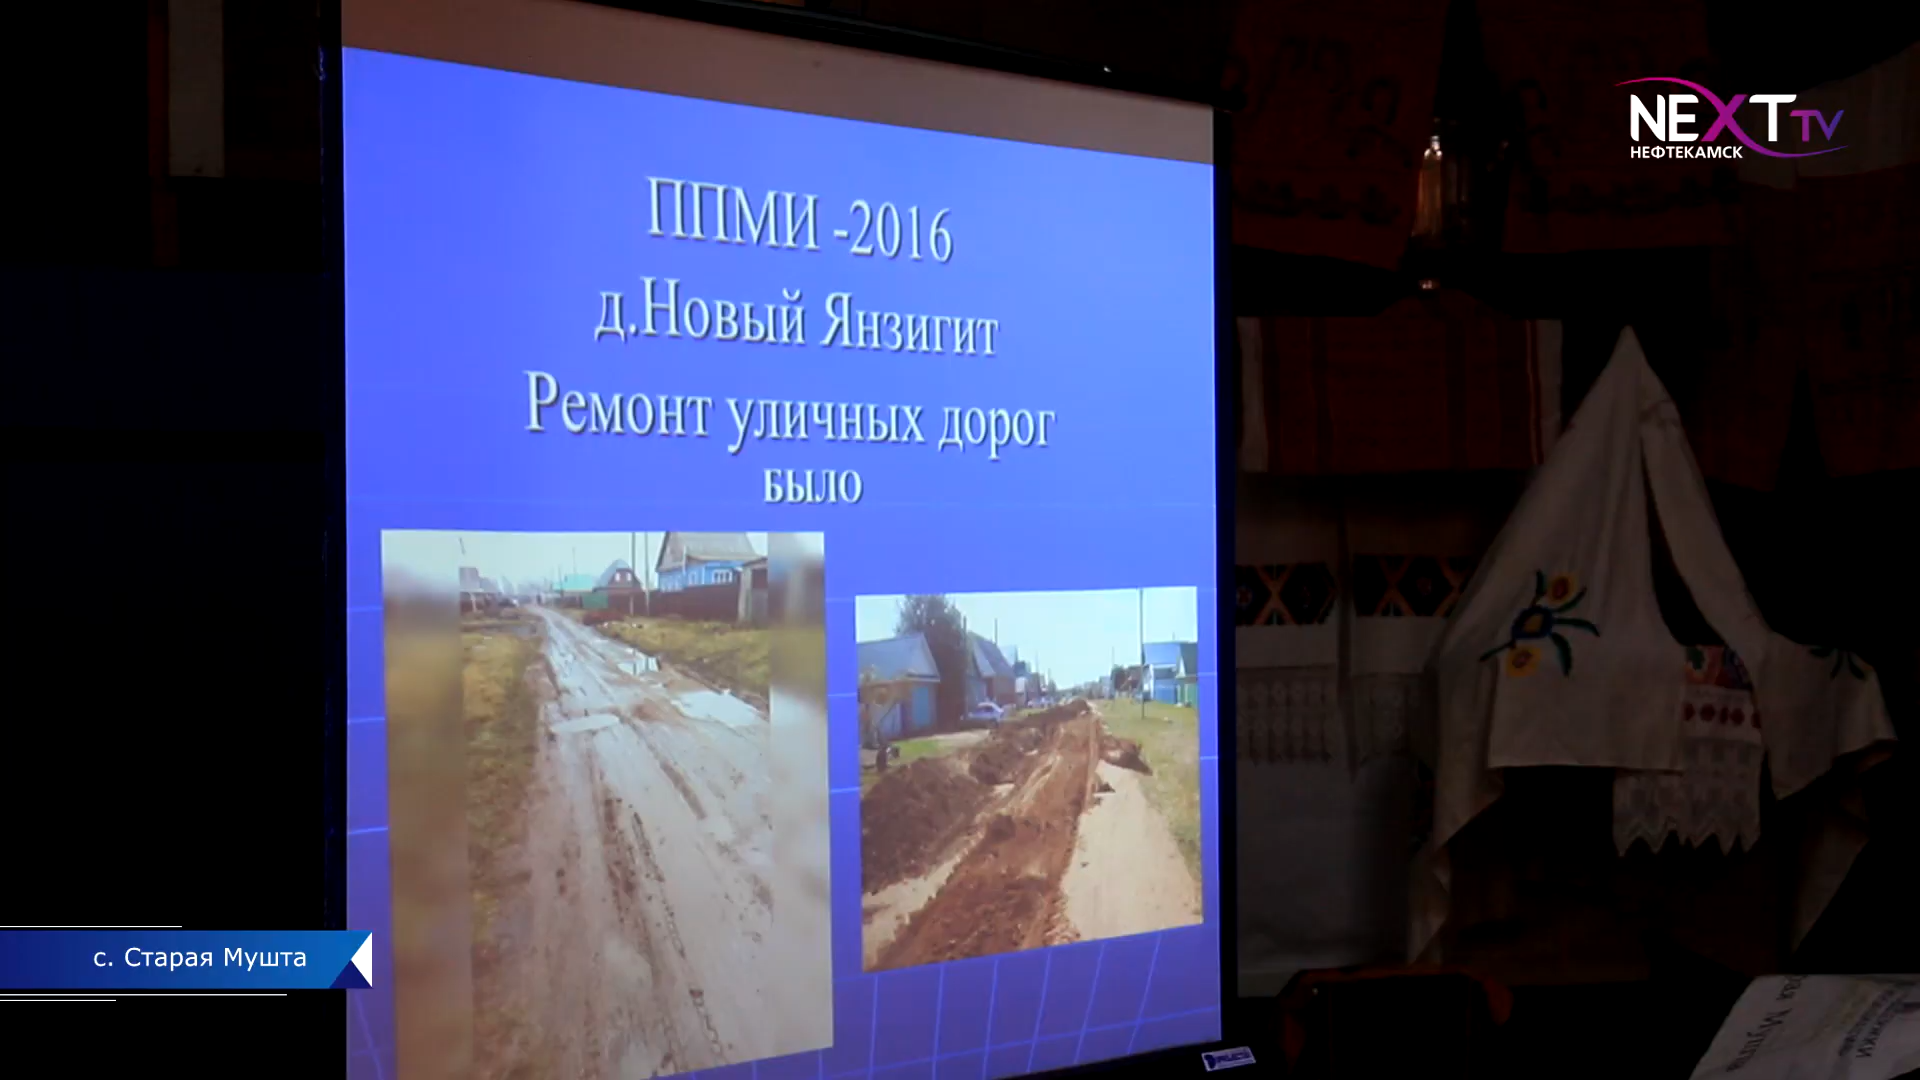 NEXT TV
НЕФТЕКАМСК
ППМИ -2016
д.Новый Янзигит
Ремонт уличных дорог
было
с. Старая Мушта